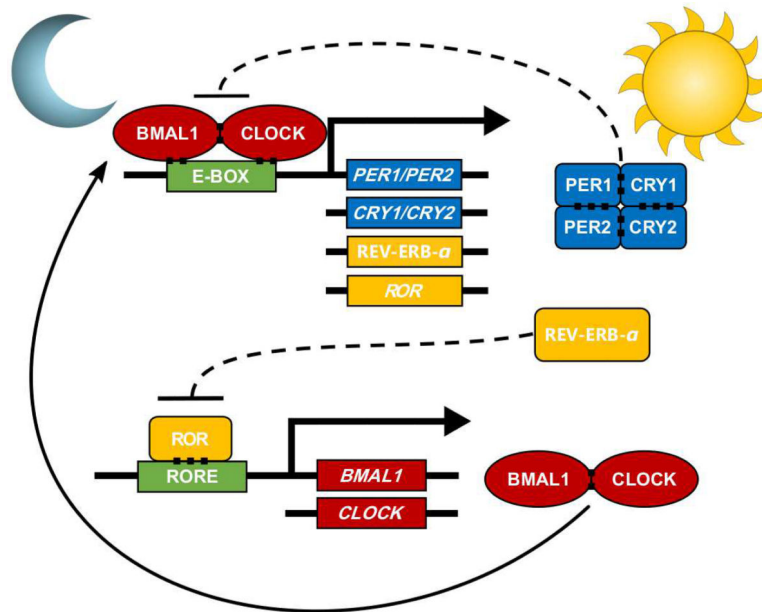 BMAL1 CLOCK
E-BOX
PER1/PER2
CRY1/CRY2
REV-ERB-α
ROR
PER1 CRY1
PER2 CRY2
REV-ERB-α
ROR
RORE
BMAL1
CLOCK
BMAL1 CLOCK